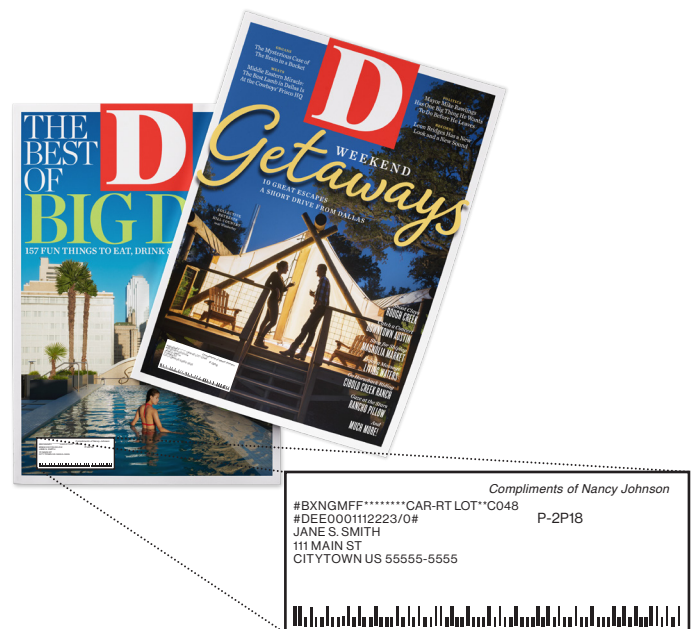 THE
BEST
OF
D
BIG D
157 FUN THINGS TO EAT, DRINK &
The Mysterious Case of
The Brain in a Bucket
Middle Eastern Miracle:
The Best Lamb in Dallas Is
At the Cowboys' Frisco HQ
D
POLITICS
Mayor Mike Rawlings
Has One Big Thing He Wants
To Do Before He Leaves
Leon Bridges Has a New
Look and a New Sound
WEEKEND
Getaways
10 GREAT ESCAPES
A SHORT DRIVE FROM DALLAS
ROUGH CREEK
DOWNTOWN AUSTIN
MAGNOLIA MARKET
LIVING WATERS
CIBOLO CREEK RANCH
RANCHO PILLOW
And
MUCH MORE!
Compliments of Nancy Johnson
#BXNGMFF********CAR-RT LOT**C048
#DEE0001112223/0# P-2P18
JANE S. SMITH
111 MAIN ST
CITYTOWN US 55555-5555